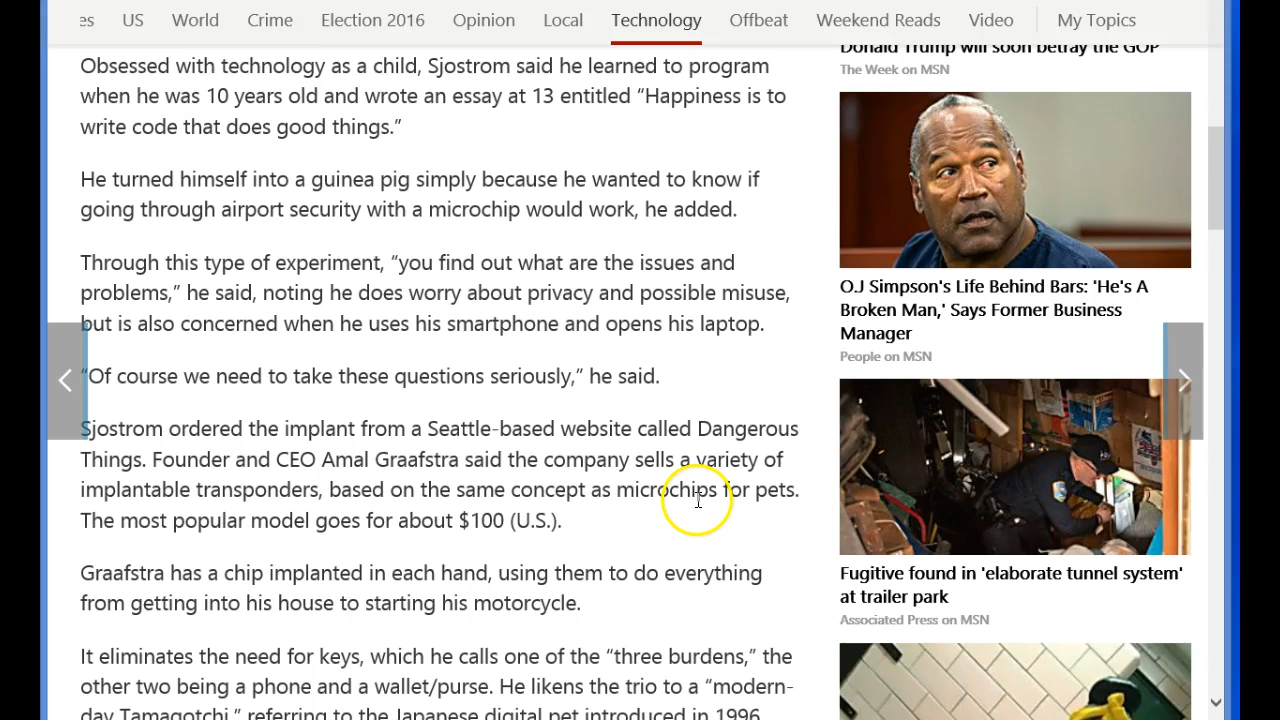 es US World Crime Election 2016 Opinion Local Technology Offbeat Weekend Reads Video My Topics
Obsessed with technology as a child, Sjostrom said he learned to program
when he was 10 years old and wrote an essay at 13 entitled “Happiness is to
write code that does good things.”
He turned himself into a guinea pig simply because he wanted to know if
going through airport security with a microchip would work, he added.
Through this type of experiment, “you find out what are the issues and
problems,” he said, noting he does worry about privacy and possible misuse,
but is also concerned when he uses his smartphone and opens his laptop.
“Of course we need to take these questions seriously,” he said.
Sjostrom ordered the implant from a Seattle-based website called Dangerous
Things. Founder and CEO Amal Graafstra said the company sells a variety of
implantable transponders, based on the same concept as microchips for pets.
The most popular model goes for about $100 (U.S.).
Graafstra has a chip implanted in each hand, using them to do everything
from getting into his house to starting his motorcycle.
It eliminates the need for keys, which he calls one of the “three burdens,” the
other two being a phone and a wallet/purse. He likens the trio to a “modern-
day Tamagotchi,” referring to the Japanese digital pet introduced in 1996
Donald Trump will soon betray the GOP
The Week on MSN
O.J Simpson's Life Behind Bars: 'He's A
Broken Man,' Says Former Business
Manager
People on MSN
Fugitive found in 'elaborate tunnel system'
at trailer park
Associated Press on MSN